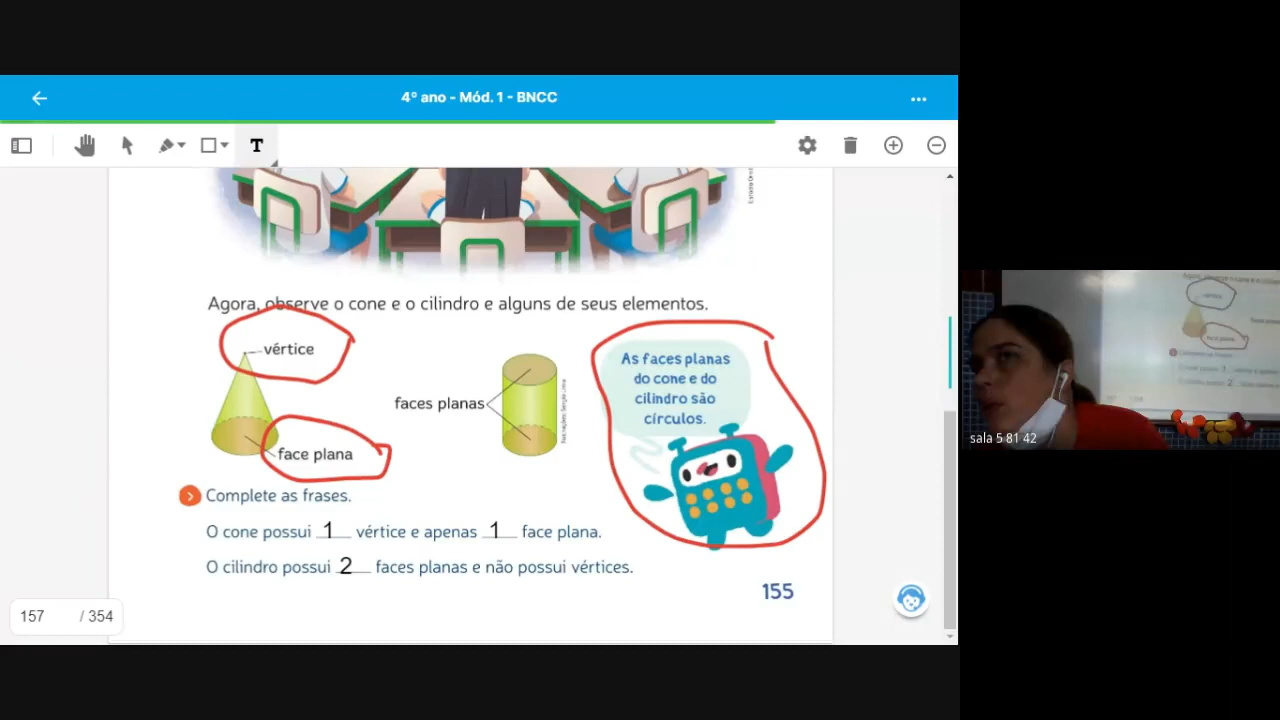 4º ano - Mód. 1 - BNCC
T
Agora, observe o cone e o cilindro e alguns de seus elementos.
vértice
face plana
faces planas
As faces planas
do cone e do
cilindro são
círculos.
Complete as frases.
O cone possui 1 vértice e apenas 1 face plana.
O cilindro possui 2 faces planas e não possui vértices.
155
157 / 354
sala 5 81 42